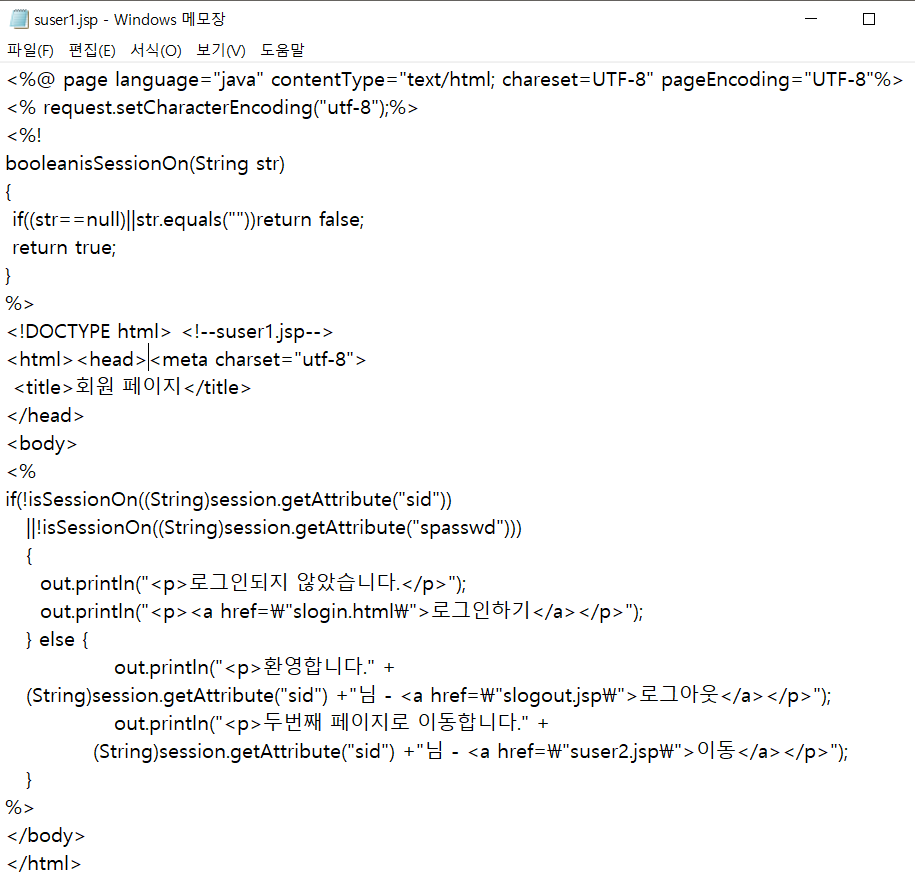 suser1.jsp - Windows 메모장
파일(F) 편집(E) 서식(O) 보기(V) 도움말
<%@ page language="java" contentType="text/html; chareset=UTF-8" pageEncoding="UTF-8"%>
<% request.setCharacterEncoding("utf-8");%>
<%!
booleanisSessionOn(String str)
{
 if((str==null)||str.equals(""))return false;
 return true;
}
%>
<!DOCTYPE html> <!--suser1.jsp-->
<html><head><meta charset="utf-8">
 <title>회원 페이지</title>
</head>
<body>
<%
if(!isSessionOn((String)session.getAttribute("sid"))
   ||!isSessionOn((String)session.getAttribute("spasswd")))
   {
     out.println("<p>로그인되지 않았습니다.</p>");
     out.println("<p><a href=₩"slogin.html₩">로그인하기</a></p>");
   } else {
               out.println("<p>환영합니다." +
   (String)session.getAttribute("sid") +"님 - <a href=₩"slogout.jsp₩">로그아웃</a></p>");
               out.println("<p>두번째 페이지로 이동합니다." +
            (String)session.getAttribute("sid") +"님 - <a href=₩"suser2.jsp₩">이동</a></p>");
   }
%>
</body>
</html>